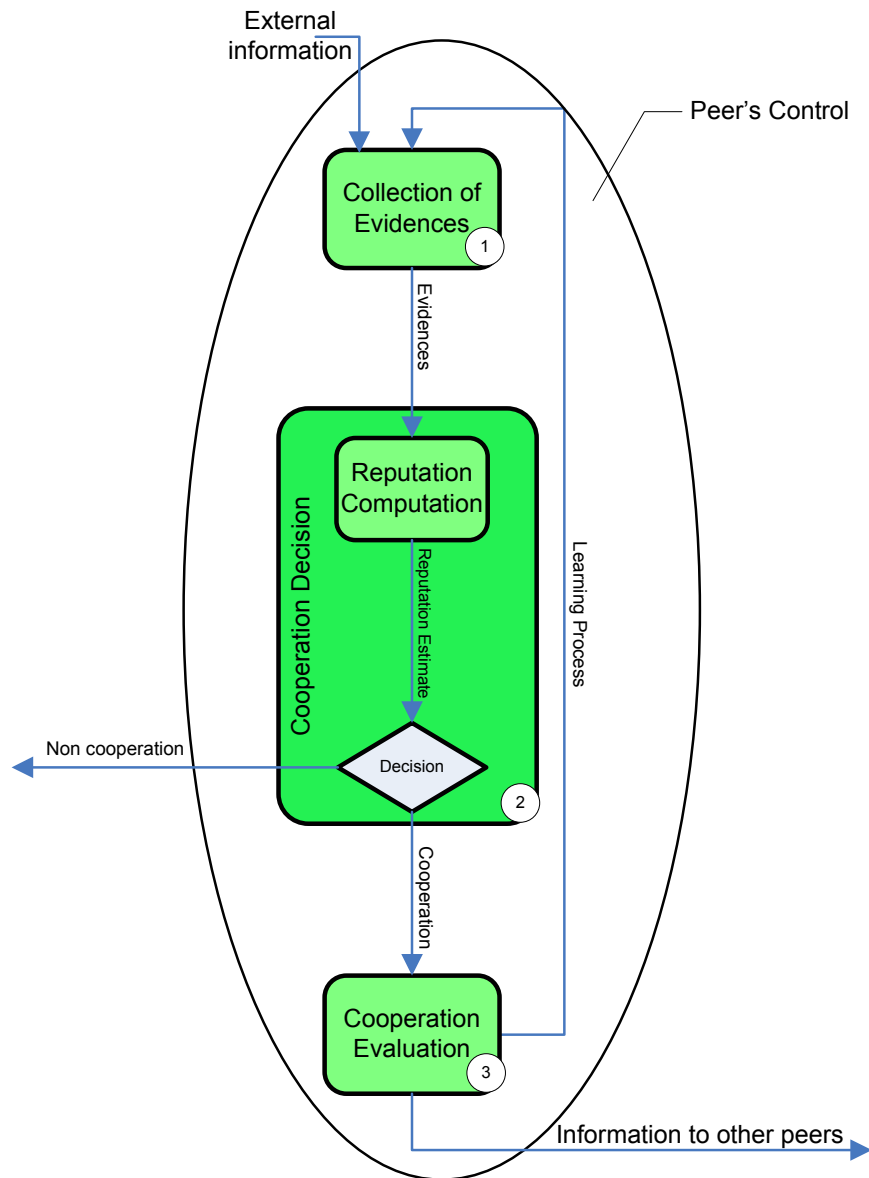 External
information
Peer's Control
Collection of
Evidences
1
Evidences
Reputation
Computation
Cooperation Decision
Reputation Estimate
Learning Process
Non cooperation
Decision
2
Cooperation
Cooperation
Evaluation
3
Information to other peers